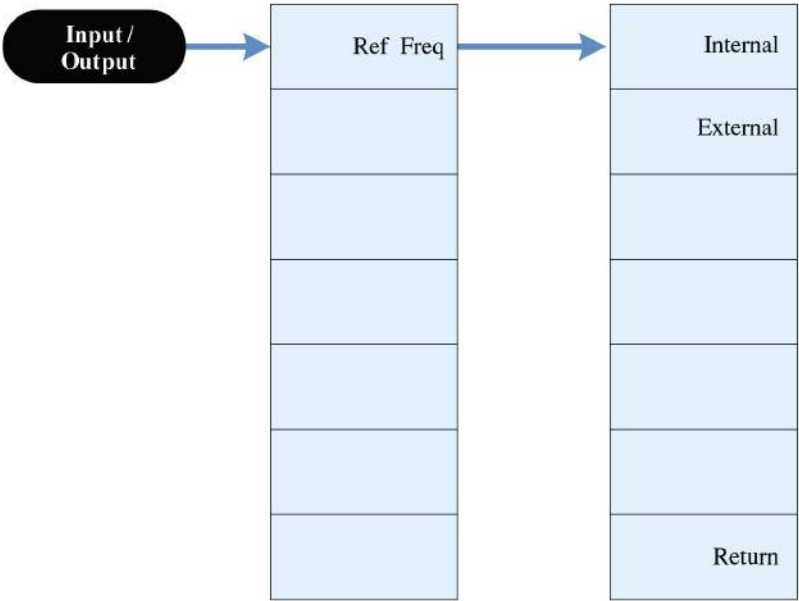 Input /
Output
Ref Freq
Internal
External
Return